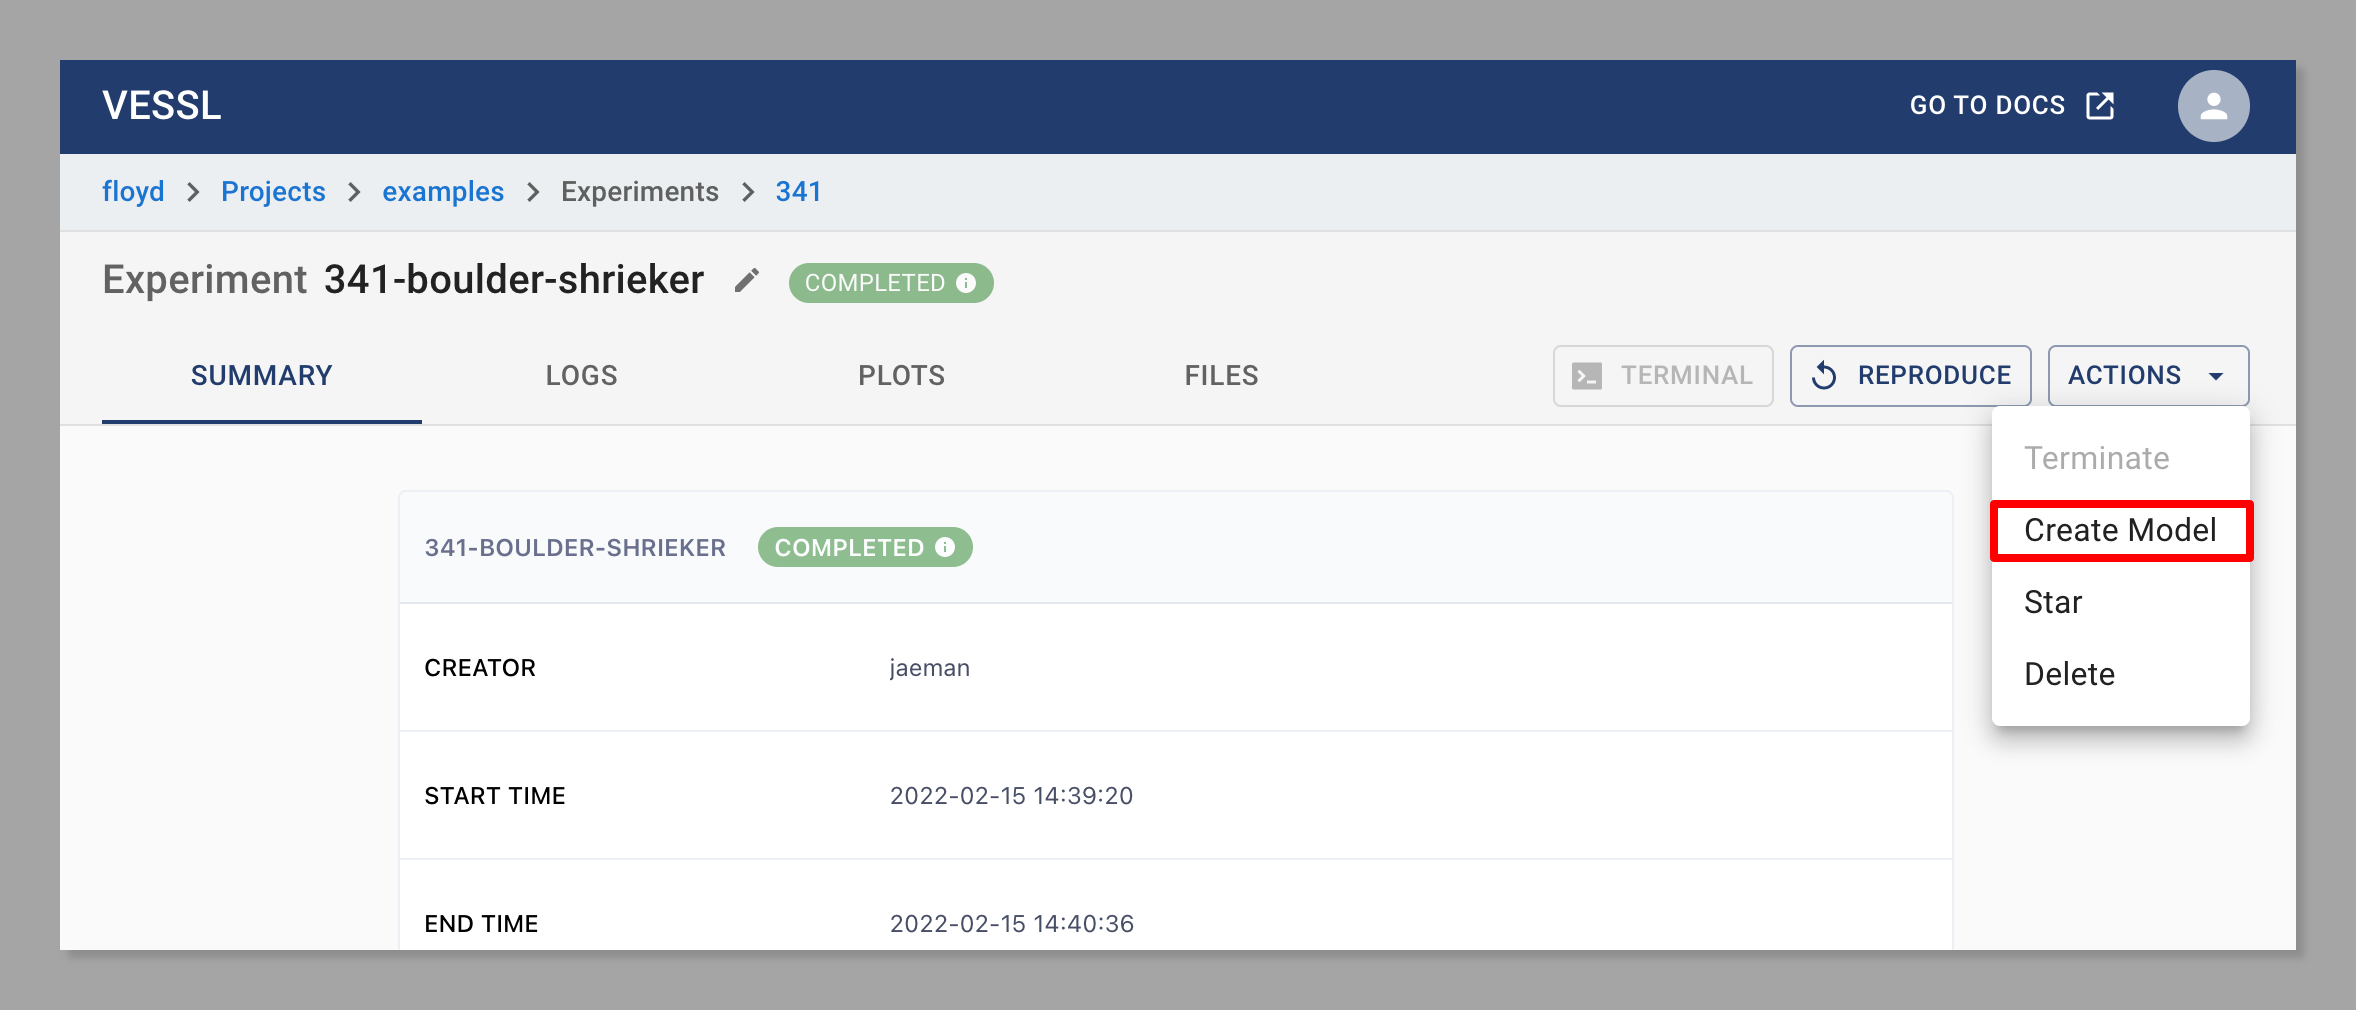 VESSL GO TO DOCS
floyd > Projects > examples > Experiments > 341
Experiment 341-boulder-shrieker COMPLETED
SUMMARY LOGS PLOTS FILES TERMINAL REPRODUCE ACTIONS
Terminate
Create Model
Star
Delete
341-BOULDER-SHRIEKER COMPLETED
CREATOR jaeman
START TIME 2022-02-15 14:39:20
END TIME 2022-02-15 14:40:36